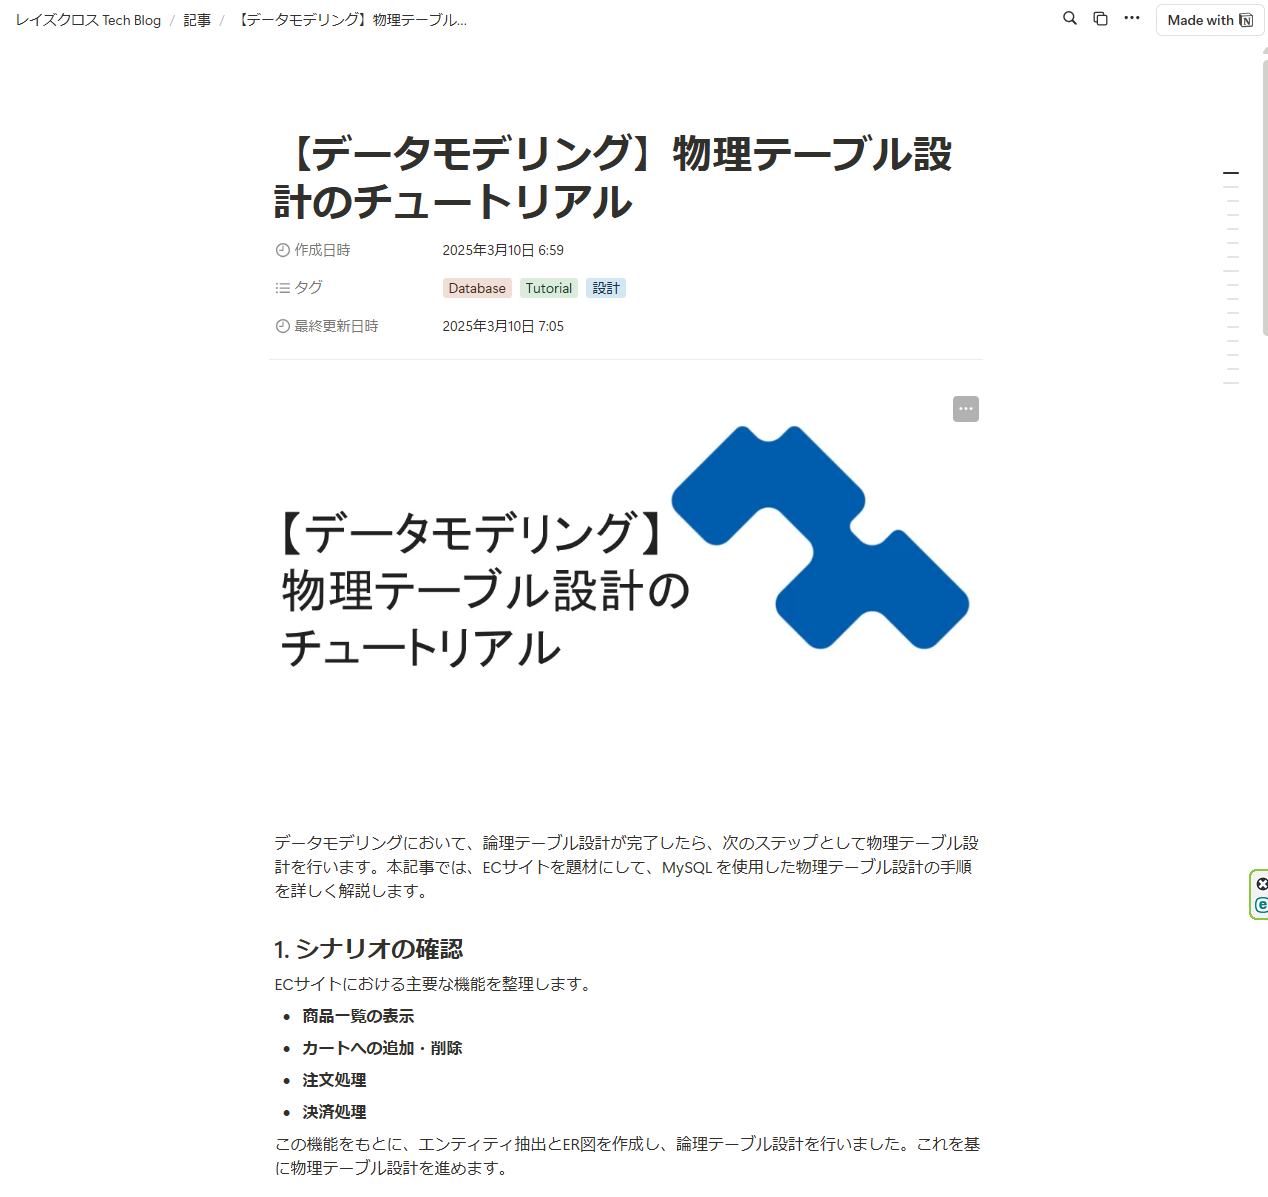 レイズクロス Tech Blog / 記事 / 【データモデリング】物理テーブル...
Made with
【データモデリング】物理テーブル設
計のチュートリアル
作成日時 2025年3月10日 6:59
タグ Database Tutorial 設計
最終更新日時 2025年3月10日 7:05
【データモデリング】
物理テーブル設計の
チュートリアル
データモデリングにおいて、論理テーブル設計が完了したら、次のステップとして物理テーブル設
計を行います。本記事では、ECサイトを題材にして、MySQL を使用した物理テーブル設計の手順
を詳しく解説します。
1. シナリオの確認
ECサイトにおける主要な機能を整理します。
• 商品一覧の表示
• カートへの追加・削除
• 注文処理
• 決済処理
この機能をもとに、エンティティ抽出とER図を作成し、論理テーブル設計を行いました。これを基
に物理テーブル設計を進めます。